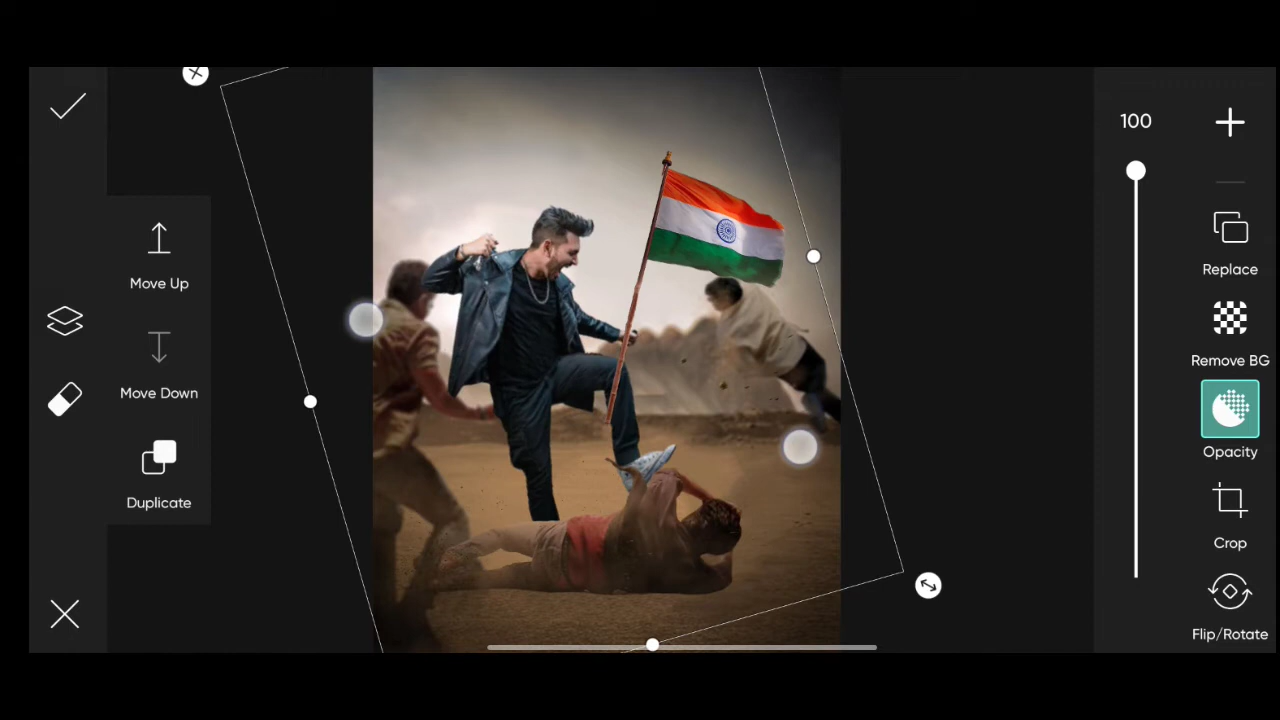 Move Up
Move Down
Duplicate
100
Replace
Remove BG
Opacity
Crop
Flip/Rotate